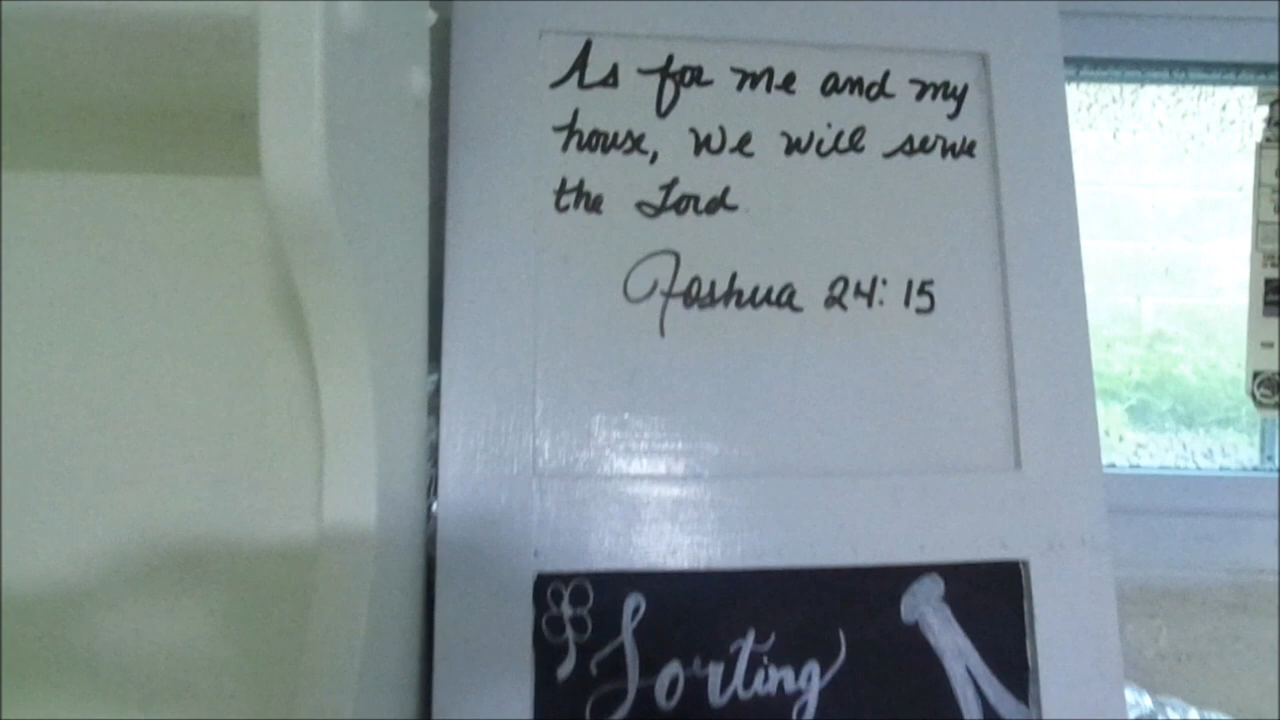 As for me and my
house, We will serve
the Lord
Joshua 24:15
Sorting